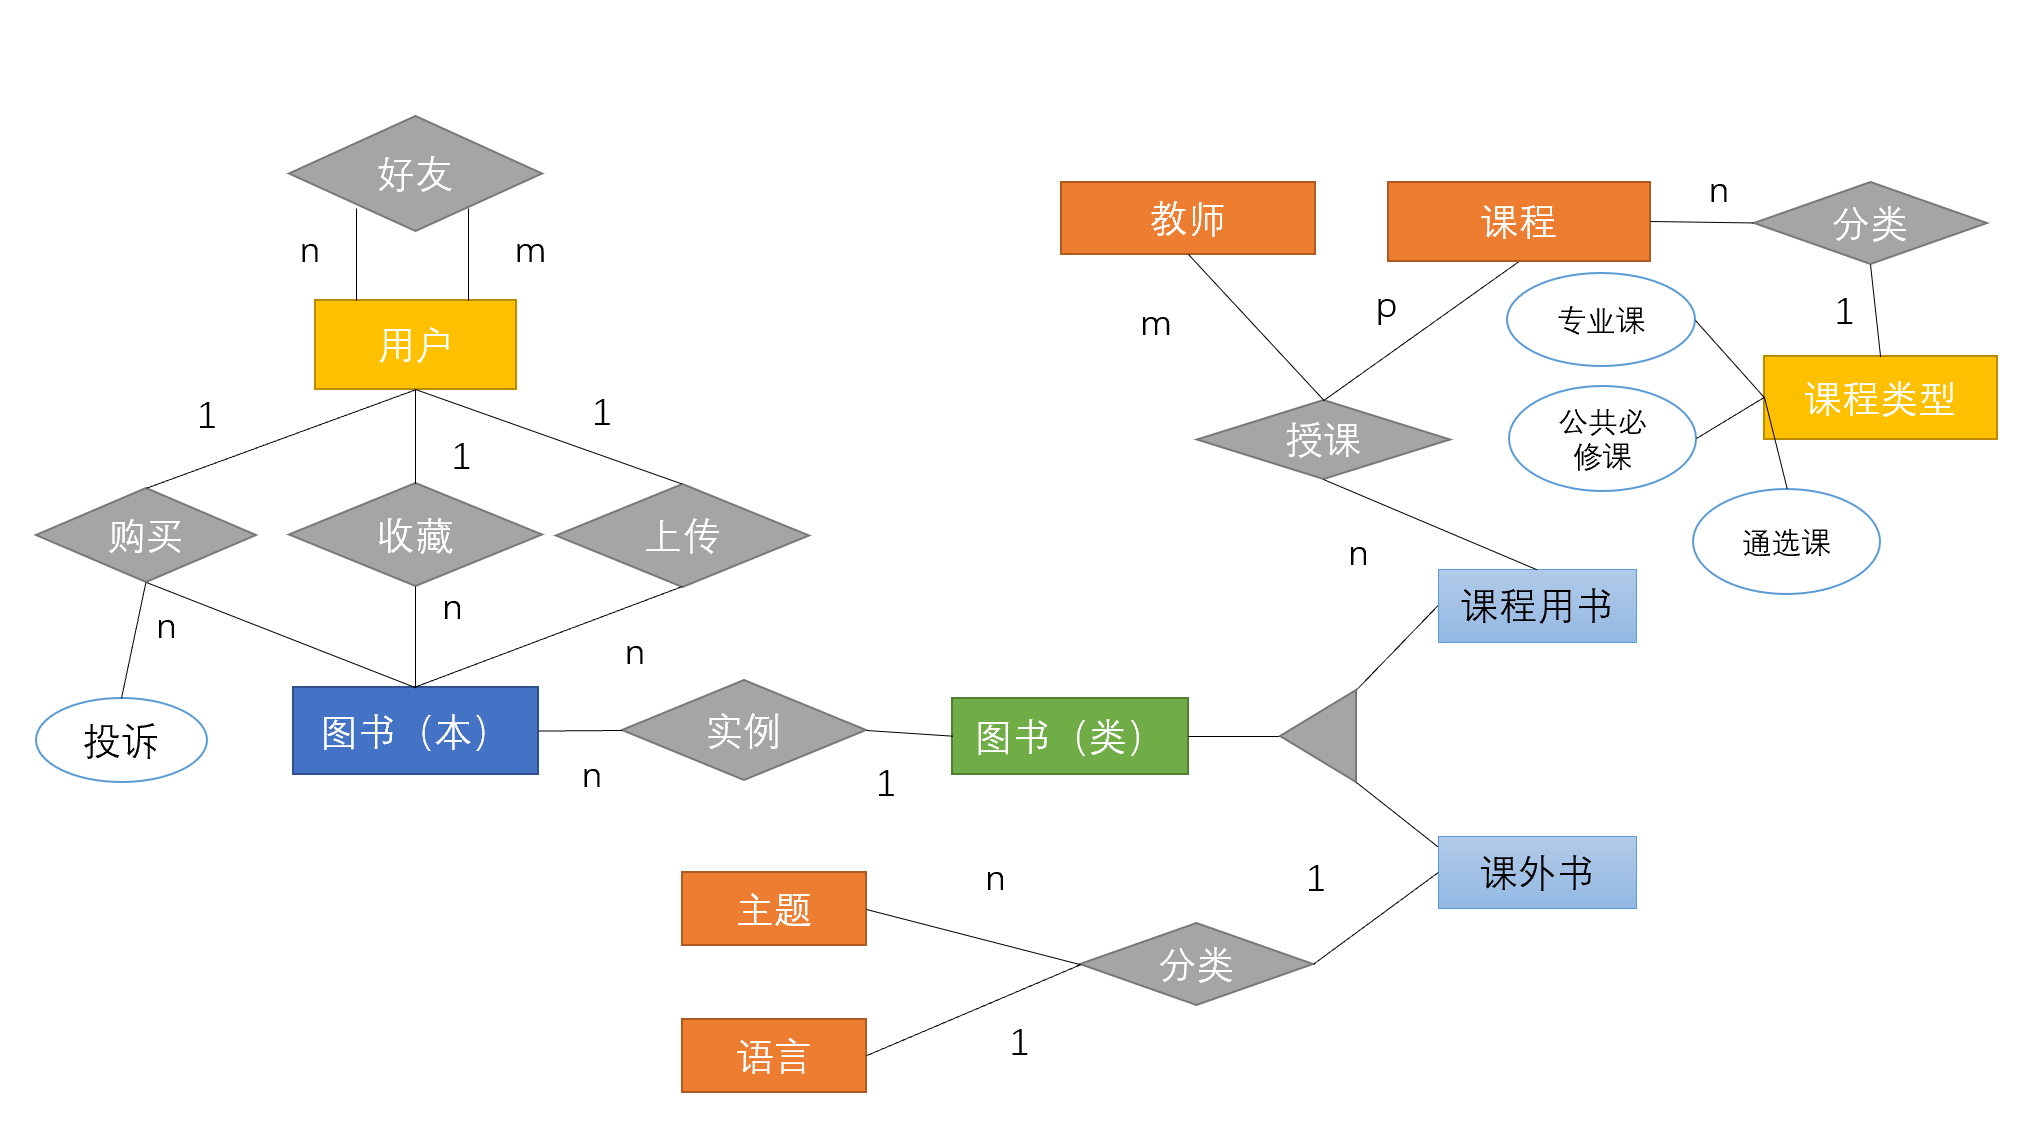 好友
n
m
用户
1
1
1
购买
收藏
上传
n
n
n
投诉
图书（本）
n
实例
1
图书（类）
教师
课程
n
分类
m
p
1
专业课
公共必
修课
通选课
课程类型
授课
n
课程用书
课外书
主题
n
1
分类
语言
1